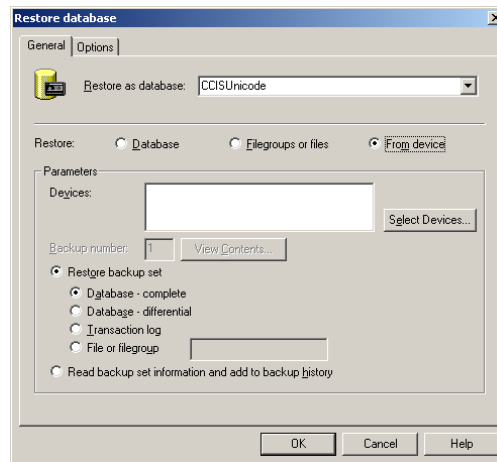 Restore database
General Options
Restore as database: CCISUnicode
Restore: Database Filegroups or files From device
Parameters
Devices:
Select Devices...
Backup number: 1 View Contents...
Restore backup set
Database - complete
Database - differential
Transaction log
File or filegroup
Read backup set information and add to backup history
OK Cancel Help